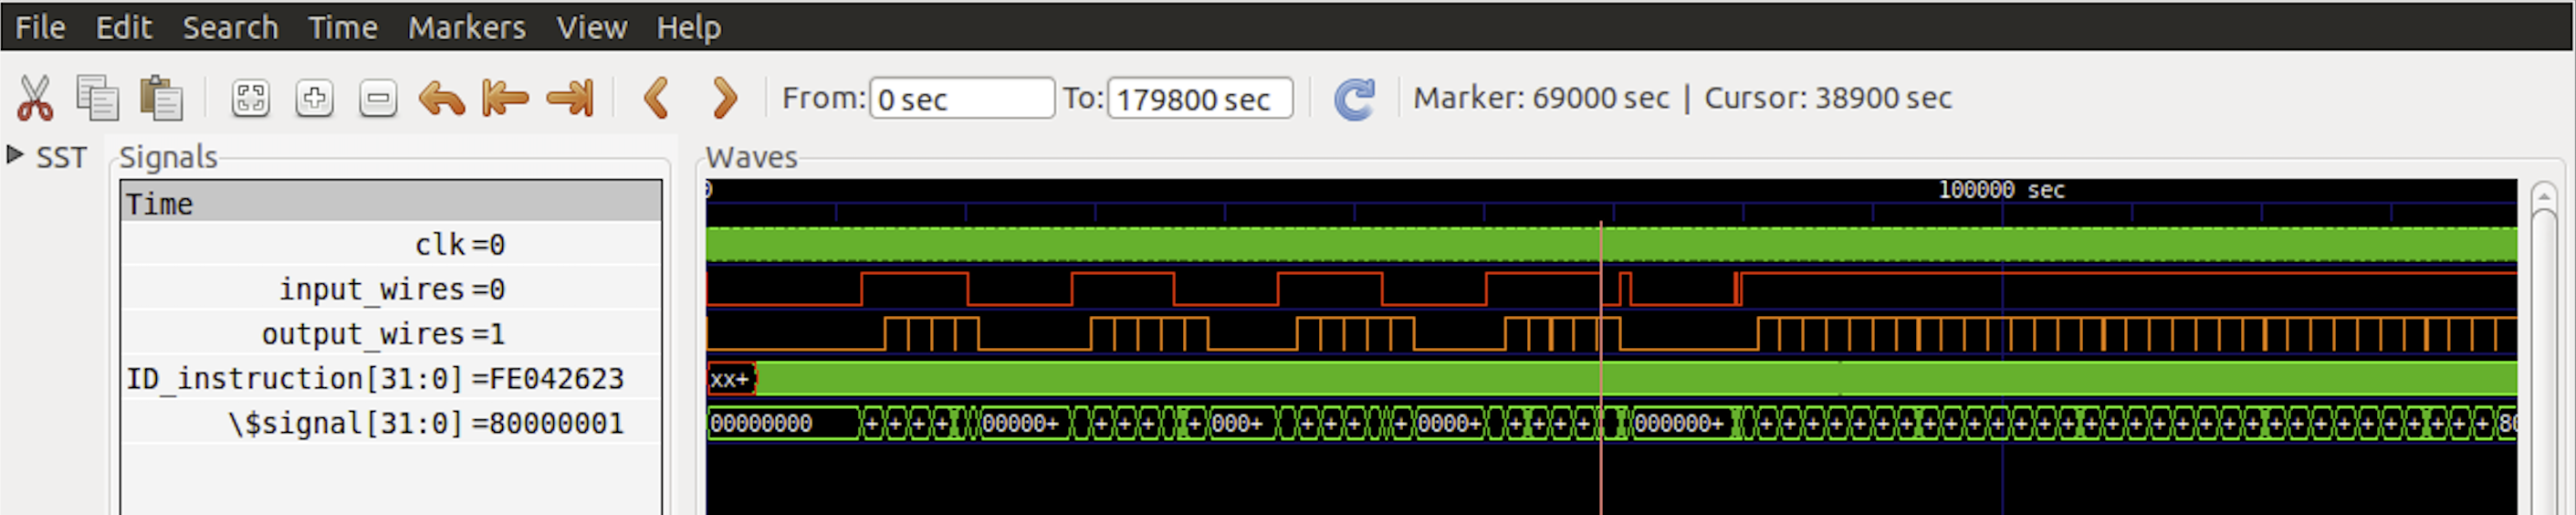 File Edit Search Time Markers View Help
From: 0 sec To: 179800 sec Marker: 69000 sec | Cursor: 38900 sec
SST Signals Waves
Time
0 100000 sec
clk=0
input_wires=0
output_wires=1
ID_instruction[31:0]=FE042623 xx+
\$signal[31:0]=80000001 00000000 + + + + 00000+ + + + + 000+ + + + + 0000+ + + + + 000000+ + + + + + + + + + + + + + + + + + + + + + + + + + + + + + + 80